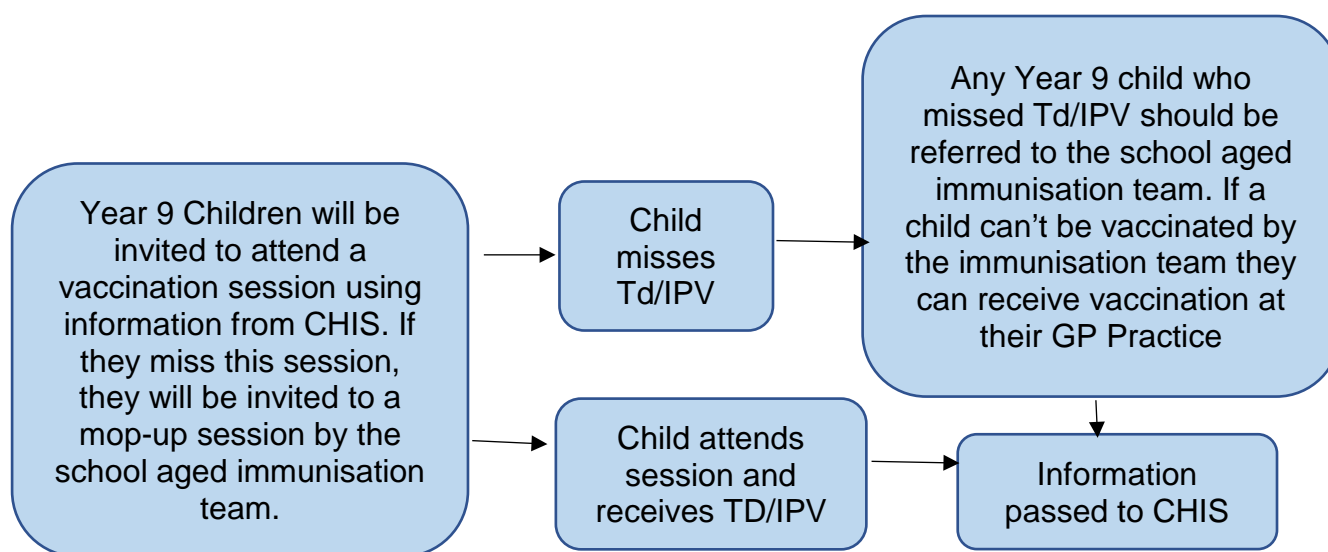 Year 9 Children will be
invited to attend a
vaccination session using
information from CHIS. If
they miss this session,
they will be invited to a
mop-up session by the
school aged immunisation
team.
Child
misses
Td/IPV
Any Year 9 child who
missed Td/IPV should be
referred to the school aged
immunisation team. If a
child can’t be vaccinated by
the immunisation team they
can receive vaccination at
their GP Practice
Child attends
session and
receives TD/IPV
Information
passed to CHIS